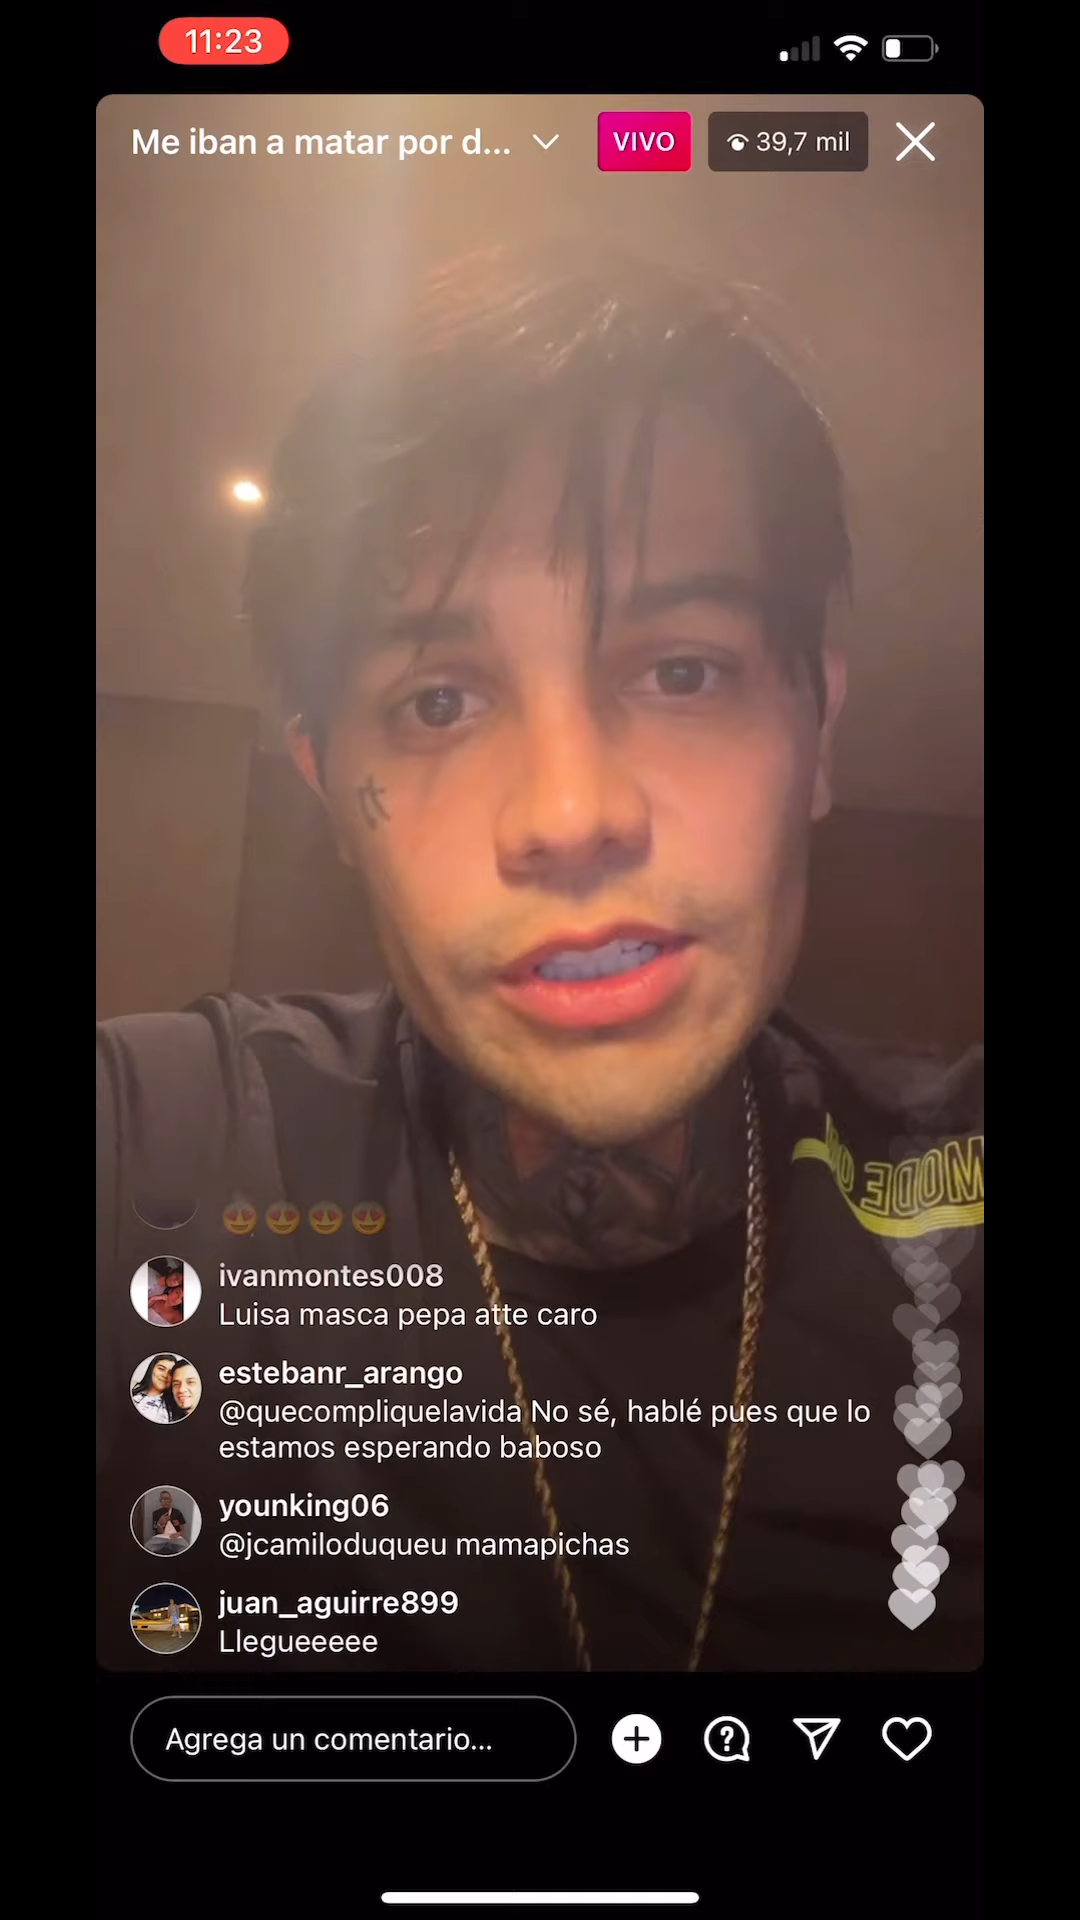 11:23
Me iban a matar por d...
VIVO
39,7 mil
MODE
ivanmontes008
Luisa masca pepa atte caro
estebanr_arango
@quecompliquelavida No sé, hablé pues que lo
estamos esperando baboso
younking06
@jcamiloduqueu mamapichas
juan_aguirre899
Llegueeeee
Agrega un comentario...